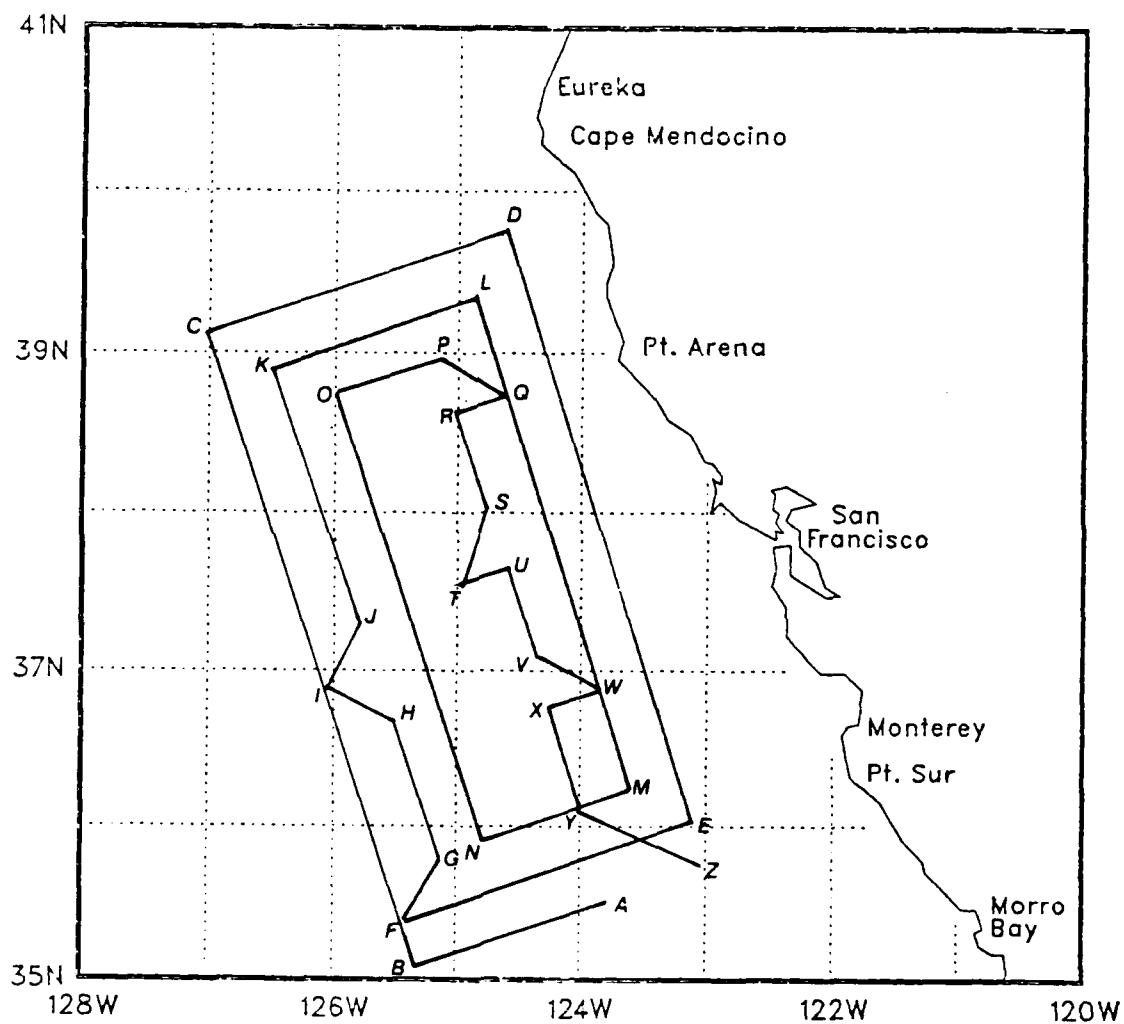 41N
Eureka
Cape Mendocino
D
L
C
39N
K
P
Pt. Arena
O
Q
R
S
San
Francisco
U
T
J
37N
V
I
W
H
X
Monterey
Pt. Sur
M
Y
E
N
G
Z
A
Morro
F
Bay
B
35N
128W
126W
124W
122W
120W